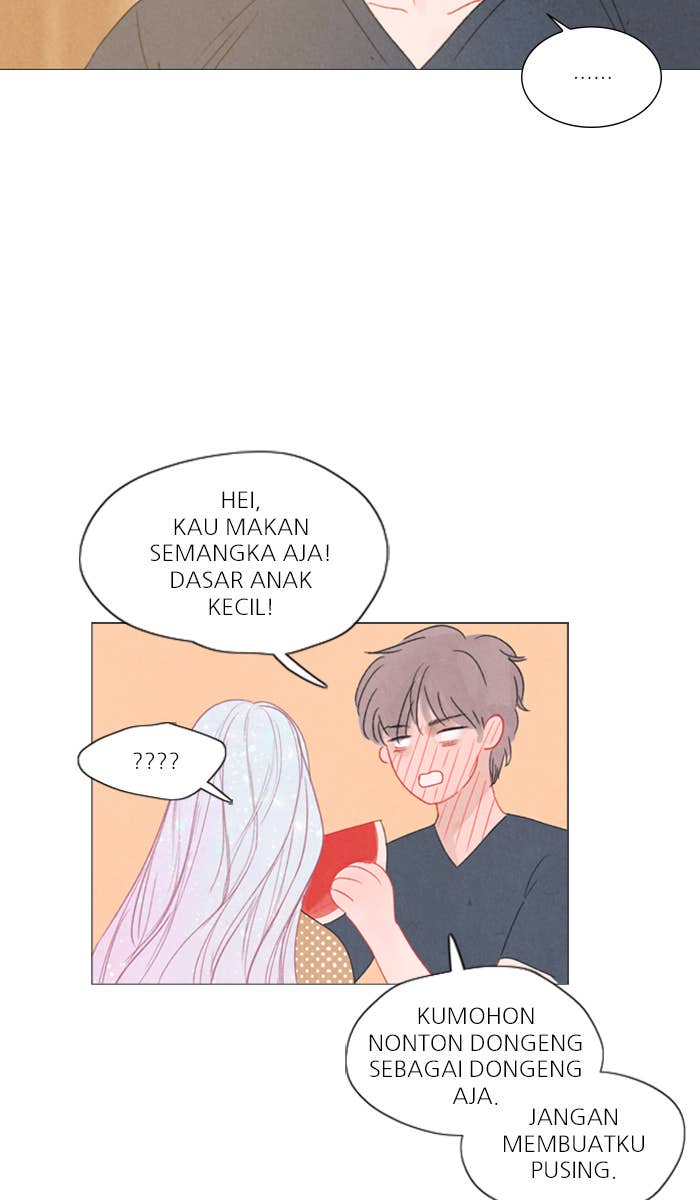 ......
HEI,
KAU MAKAN
SEMANGKA AJA!
DASAR ANAK
KECIL!
????
KUMOHON
NONTON DONGENG
SEBAGAI DONGENG
AJA.
JANGAN
MEMBUATKU
PUSING.